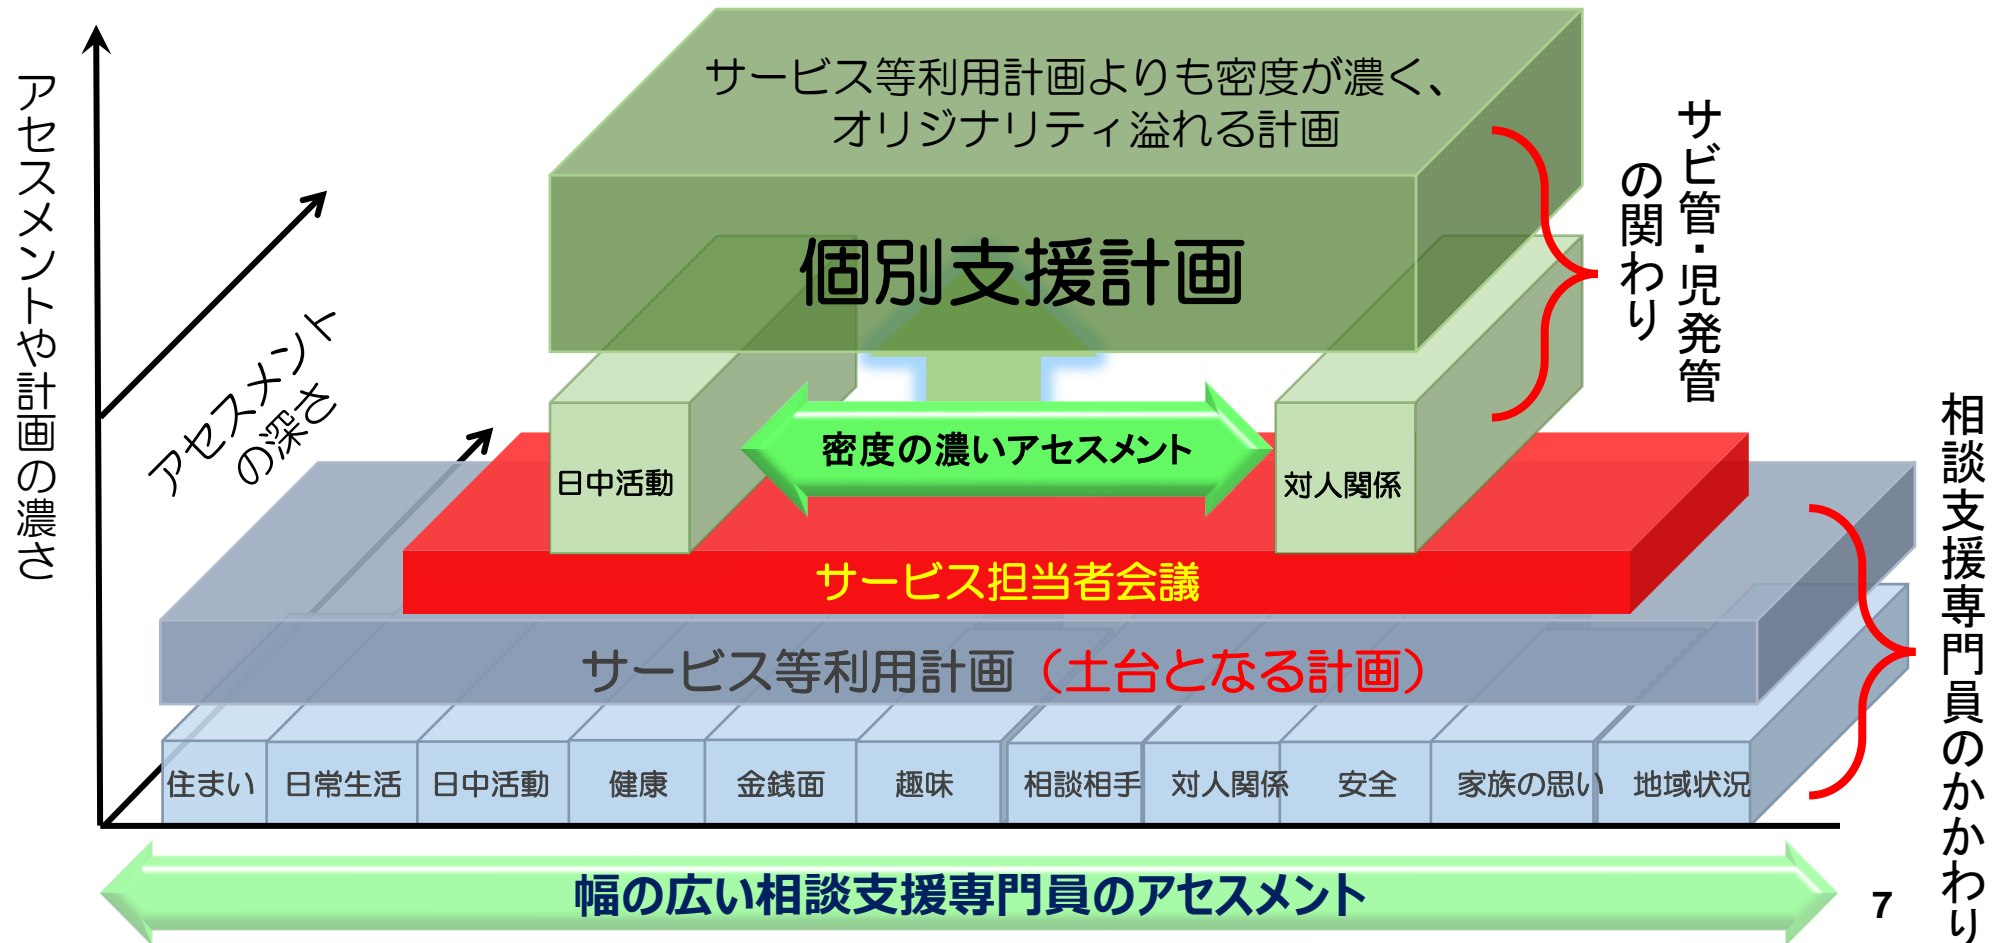 アセスメントや計画の濃さ
アセスメント
の深さ
サービス等利用計画よりも密度が濃く、
オリジナリティ溢れる計画
個別支援計画
サビ管・児発管
の関わり
密度の濃いアセスメント
日中活動
対人関係
サービス担当者会議
サービス等利用計画（土台となる計画）
相談支援専門員のかかわり
住まい
日常生活
日中活動
健康
金銭面
趣味
相談相手
対人関係
安全
家族の思い
地域状況
幅の広い相談支援専門員のアセスメント
7